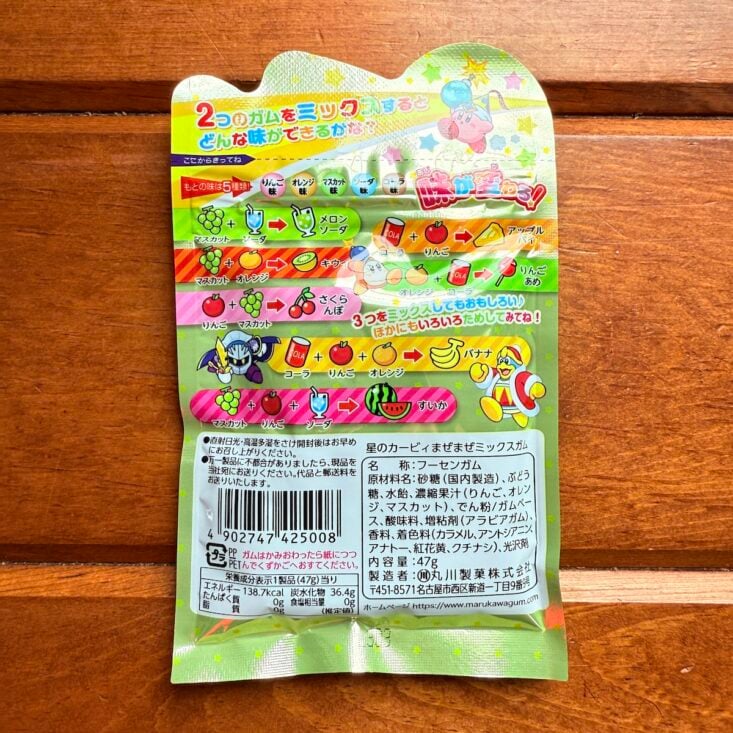 2つのガムをミックスすると
どんな味ができるかな?
ここからきってね
もとの味は5種類!
りんご味
オレンジ味
マスカット味
ソーダ味
コーラ味
味が変わる!
マスカット + ソーダ → メロンソーダ
コーラ + りんご → アップルパイ
マスカット + オレンジ → キウイ
オレンジ + コーラ → りんごあめ
りんご + マスカット → さくらんぼ
3つをミックスしてもおもしろい♪
ほかにもいろいろためしてみてね!
コーラ + りんご + オレンジ → バナナ
マスカット + りんご + ソーダ → すいか
●直射日光・高温多湿をさけ開封後はお早め
にお召し上がりください。
●万一製品に不都合がありましたら、現品を
当社宛にお送りください。代品と郵送料を
お送りいたします。
4 902747 425008
プラ
PP
PET
ガムはかみおわったら紙につつ
んでくずかごへおすてください。
栄養成分表示1製品(47g)当り
エネルギー 138.7kcal 炭水化物 36.4g
たんぱく質 0g 食塩相当量 0g
脂質 0g (推定値)
星のカービィまぜまぜミックスガム
名 称:フーセンガム
原材料名:砂糖(国内製造)、ぶどう
糖、水飴、濃縮果汁(りんご、オレン
ジ、マスカット)、でん粉/ガムベー
ス、酸味料、増粘剤(アラビアガム)、
香料、着色料(カラメル、アントシアニン、
アナトー、紅花黄、クチナシ)、光沢剤
内容量:47g
製造者:丸川製菓株式会社
〒451-8571名古屋市西区新道一丁目9番6号
ホームページ https://www.marukawagum.com/